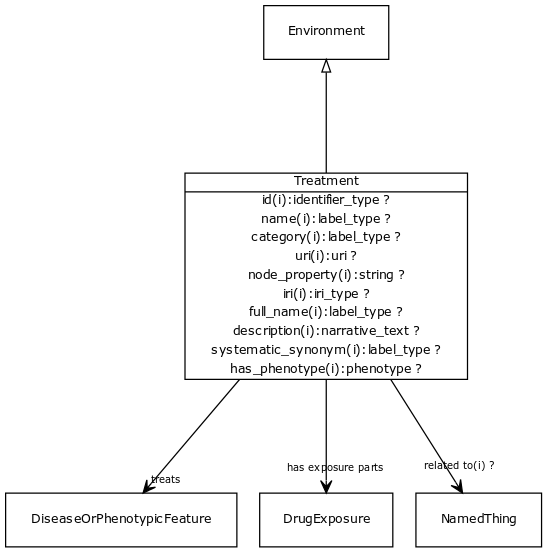 Environment
Treatment
id(i):identifier_type ?
name(i):label_type ?
category(i):label_type ?
uri(i):uri ?
node_property(i):string ?
iri(i):iri_type ?
full_name(i):label_type ?
description(i):narrative_text ?
systematic_synonym(i):label_type ?
has_phenotype(i):phenotype ?
treats
has exposure parts
related to(i) ?
DiseaseOrPhenotypicFeature
DrugExposure
NamedThing